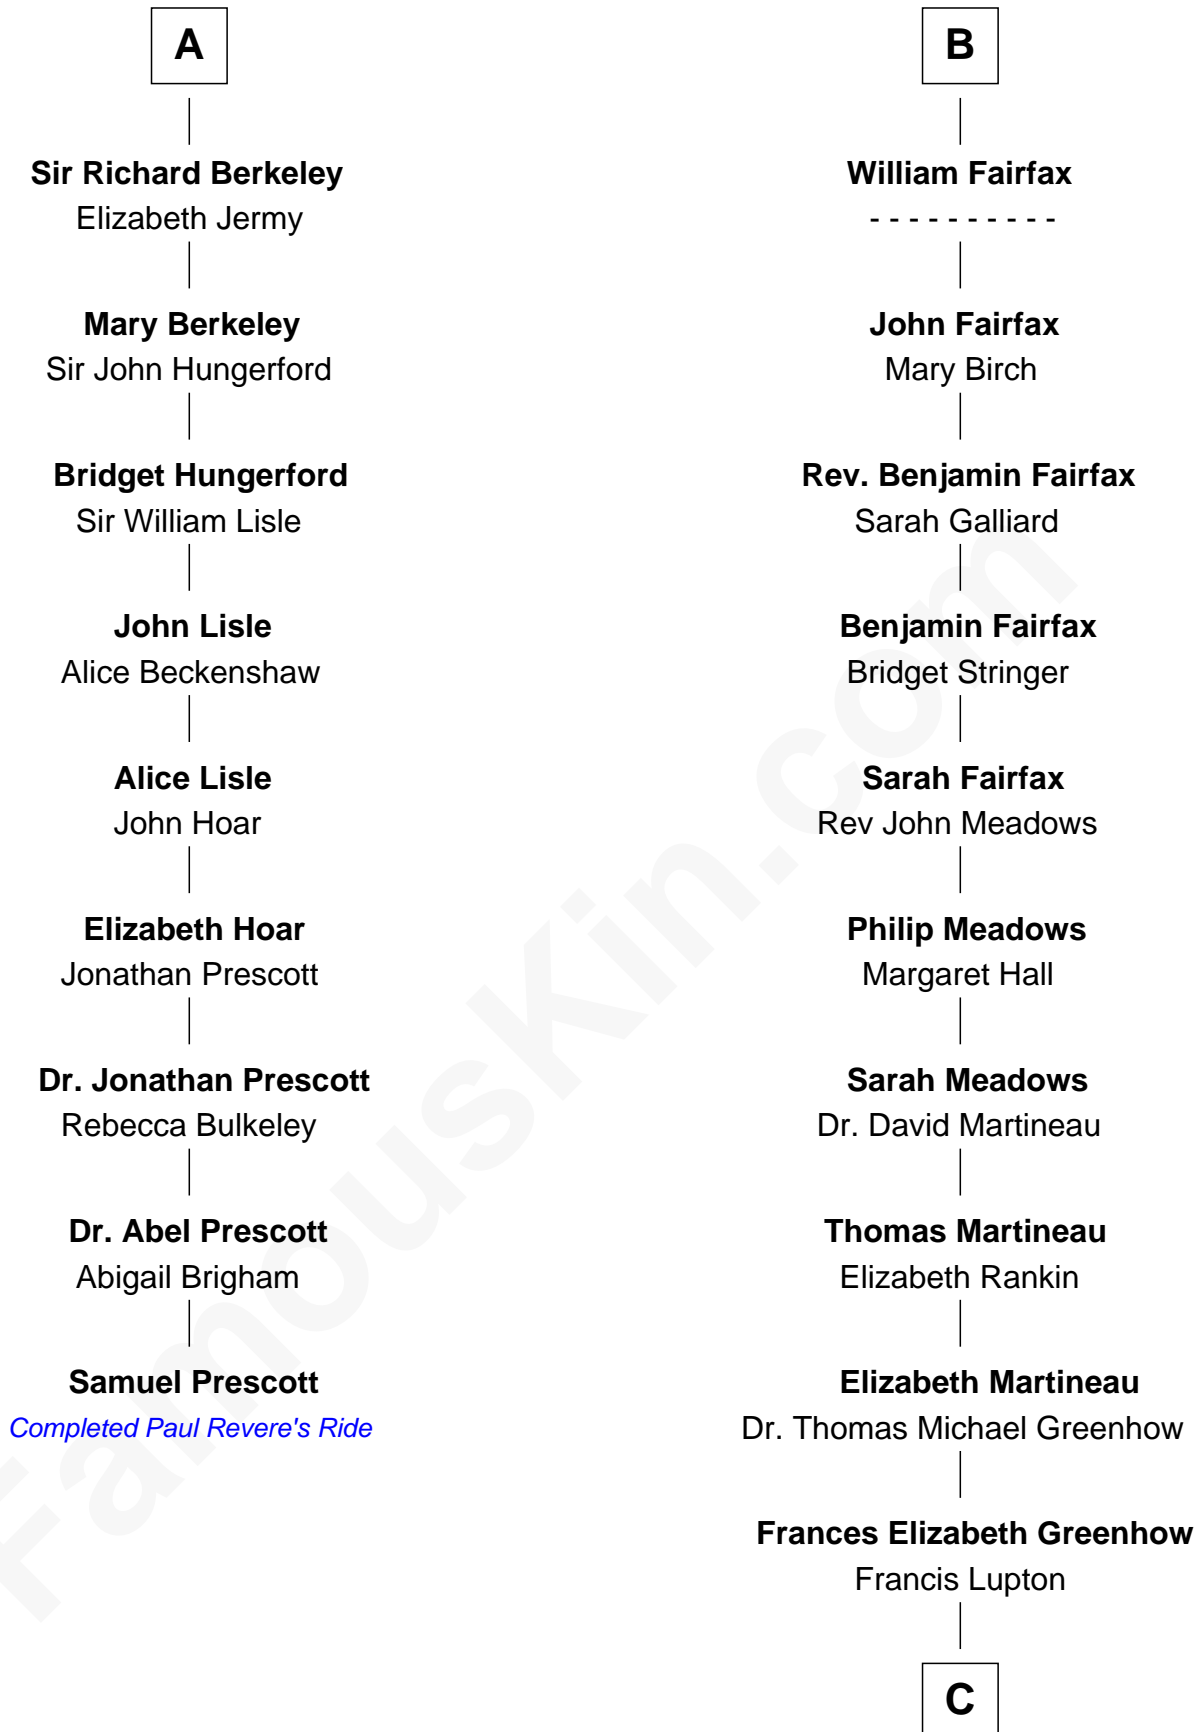 A
Sir Richard Berkeley
Elizabeth Jermy
Mary Berkeley
Sir John Hungerford
Bridget Hungerford
Sir William Lisle
John Lisle
Alice Beckenshaw
Alice Lisle
John Hoar
Elizabeth Hoar
Jonathan Prescott
Dr. Jonathan Prescott
Rebecca Bulkeley
Dr. Abel Prescott
Abigail Brigham
Samuel Prescott
Completed Paul Revere's Ride
B
William Fairfax
- - - - - - - - - -
John Fairfax
Mary Birch
Rev. Benjamin Fairfax
Sarah Galliard
Benjamin Fairfax
Bridget Stringer
Sarah Fairfax
Rev John Meadows
Philip Meadows
Margaret Hall
Sarah Meadows
Dr. David Martineau
Thomas Martineau
Elizabeth Rankin
Elizabeth Martineau
Dr. Thomas Michael Greenhow
Frances Elizabeth Greenhow
Francis Lupton
C
FamousKin.com